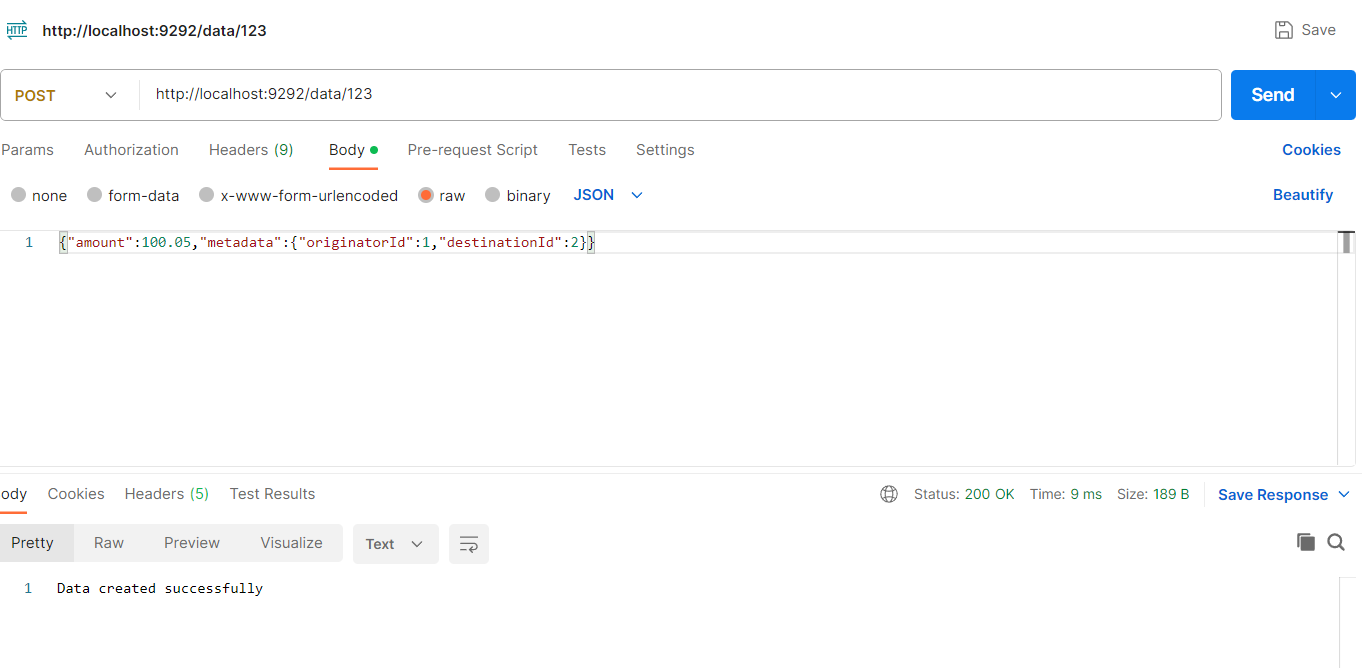 HTTP http://localhost:9292/data/123 Save
POST http://localhost:9292/data/123 Send
Params Authorization Headers (9) Body Pre-request Script Tests Settings Cookies
none form-data x-www-form-urlencoded raw binary JSON Beautify
1 {"amount":100.05,"metadata":{"originatorId":1,"destinationId":2}}
ody Cookies Headers (5) Test Results Status: 200 OK Time: 9 ms Size: 189 B Save Response
Pretty Raw Preview Visualize Text
1 Data created successfully